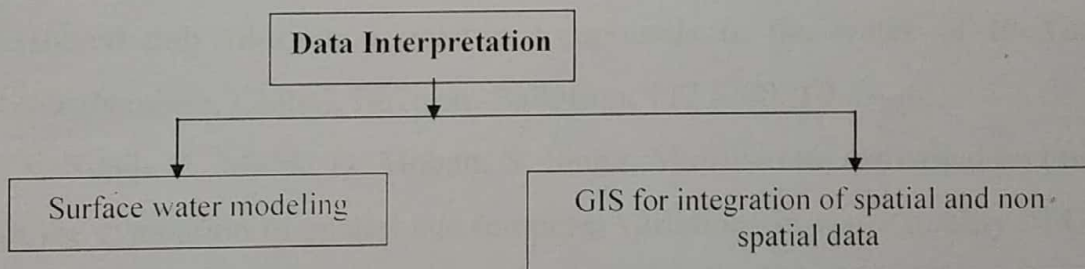 Data Interpretation
Surface water modeling
GIS for integration of spatial and non-
spatial data